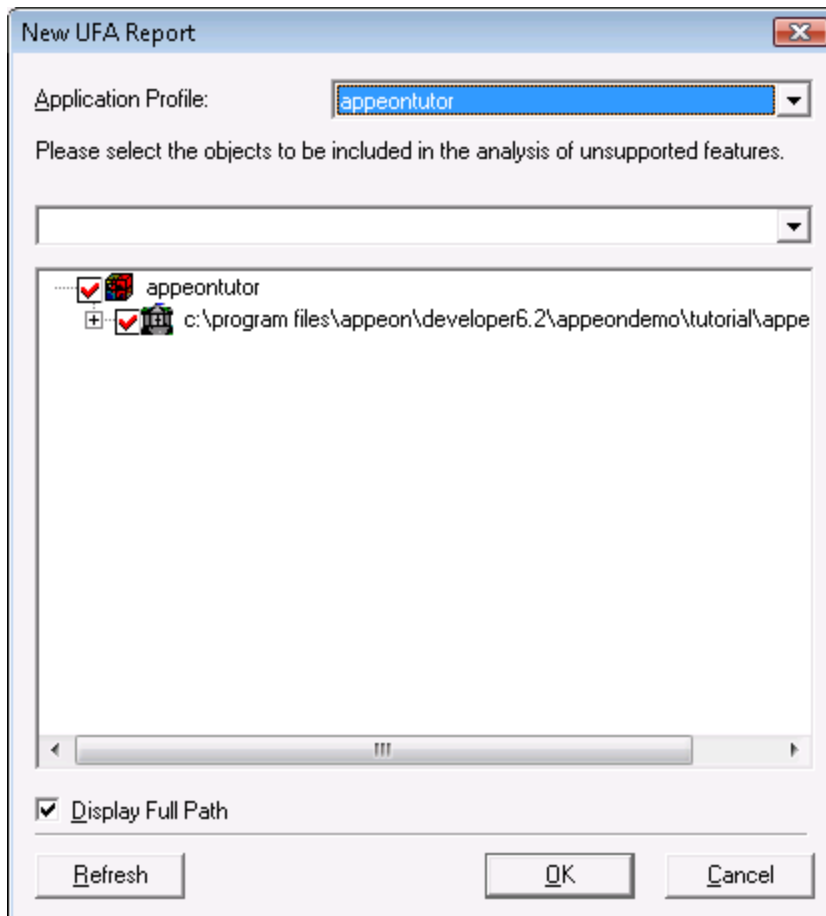 New UFA Report
Application Profile:
appeontutor
Please select the objects to be included in the analysis of unsupported features.
appeontutor
c:\program files\appeon\developer6.2\appeondemo\tutorial\appe
Display Full Path
Refresh
OK
Cancel